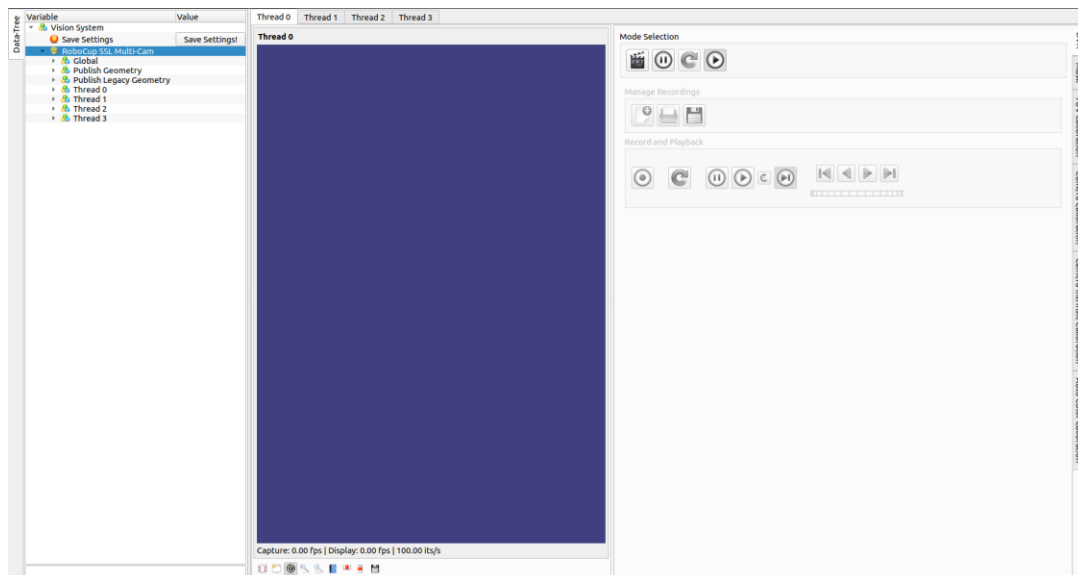 Data-Tree
Variable Value
Vision System
Save Settings Save Settings!
RoboCup SSL Multi-Cam
Global
Publish Geometry
Publish Legacy Geometry
Thread 0
Thread 1
Thread 2
Thread 3
Thread 0 Thread 1 Thread 2 Thread 3
Thread 0
Capture: 0.00 fps | Display: 0.00 fps | 100.00 its/s
Mode Selection
Manage Recordings
Record and Playback